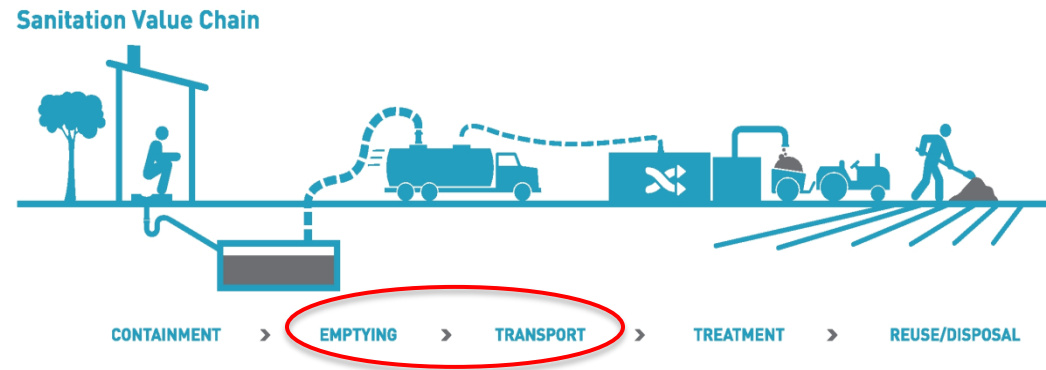 Sanitation Value Chain
CONTAINMENT > EMPTYING > TRANSPORT > TREATMENT > REUSE/DISPOSAL